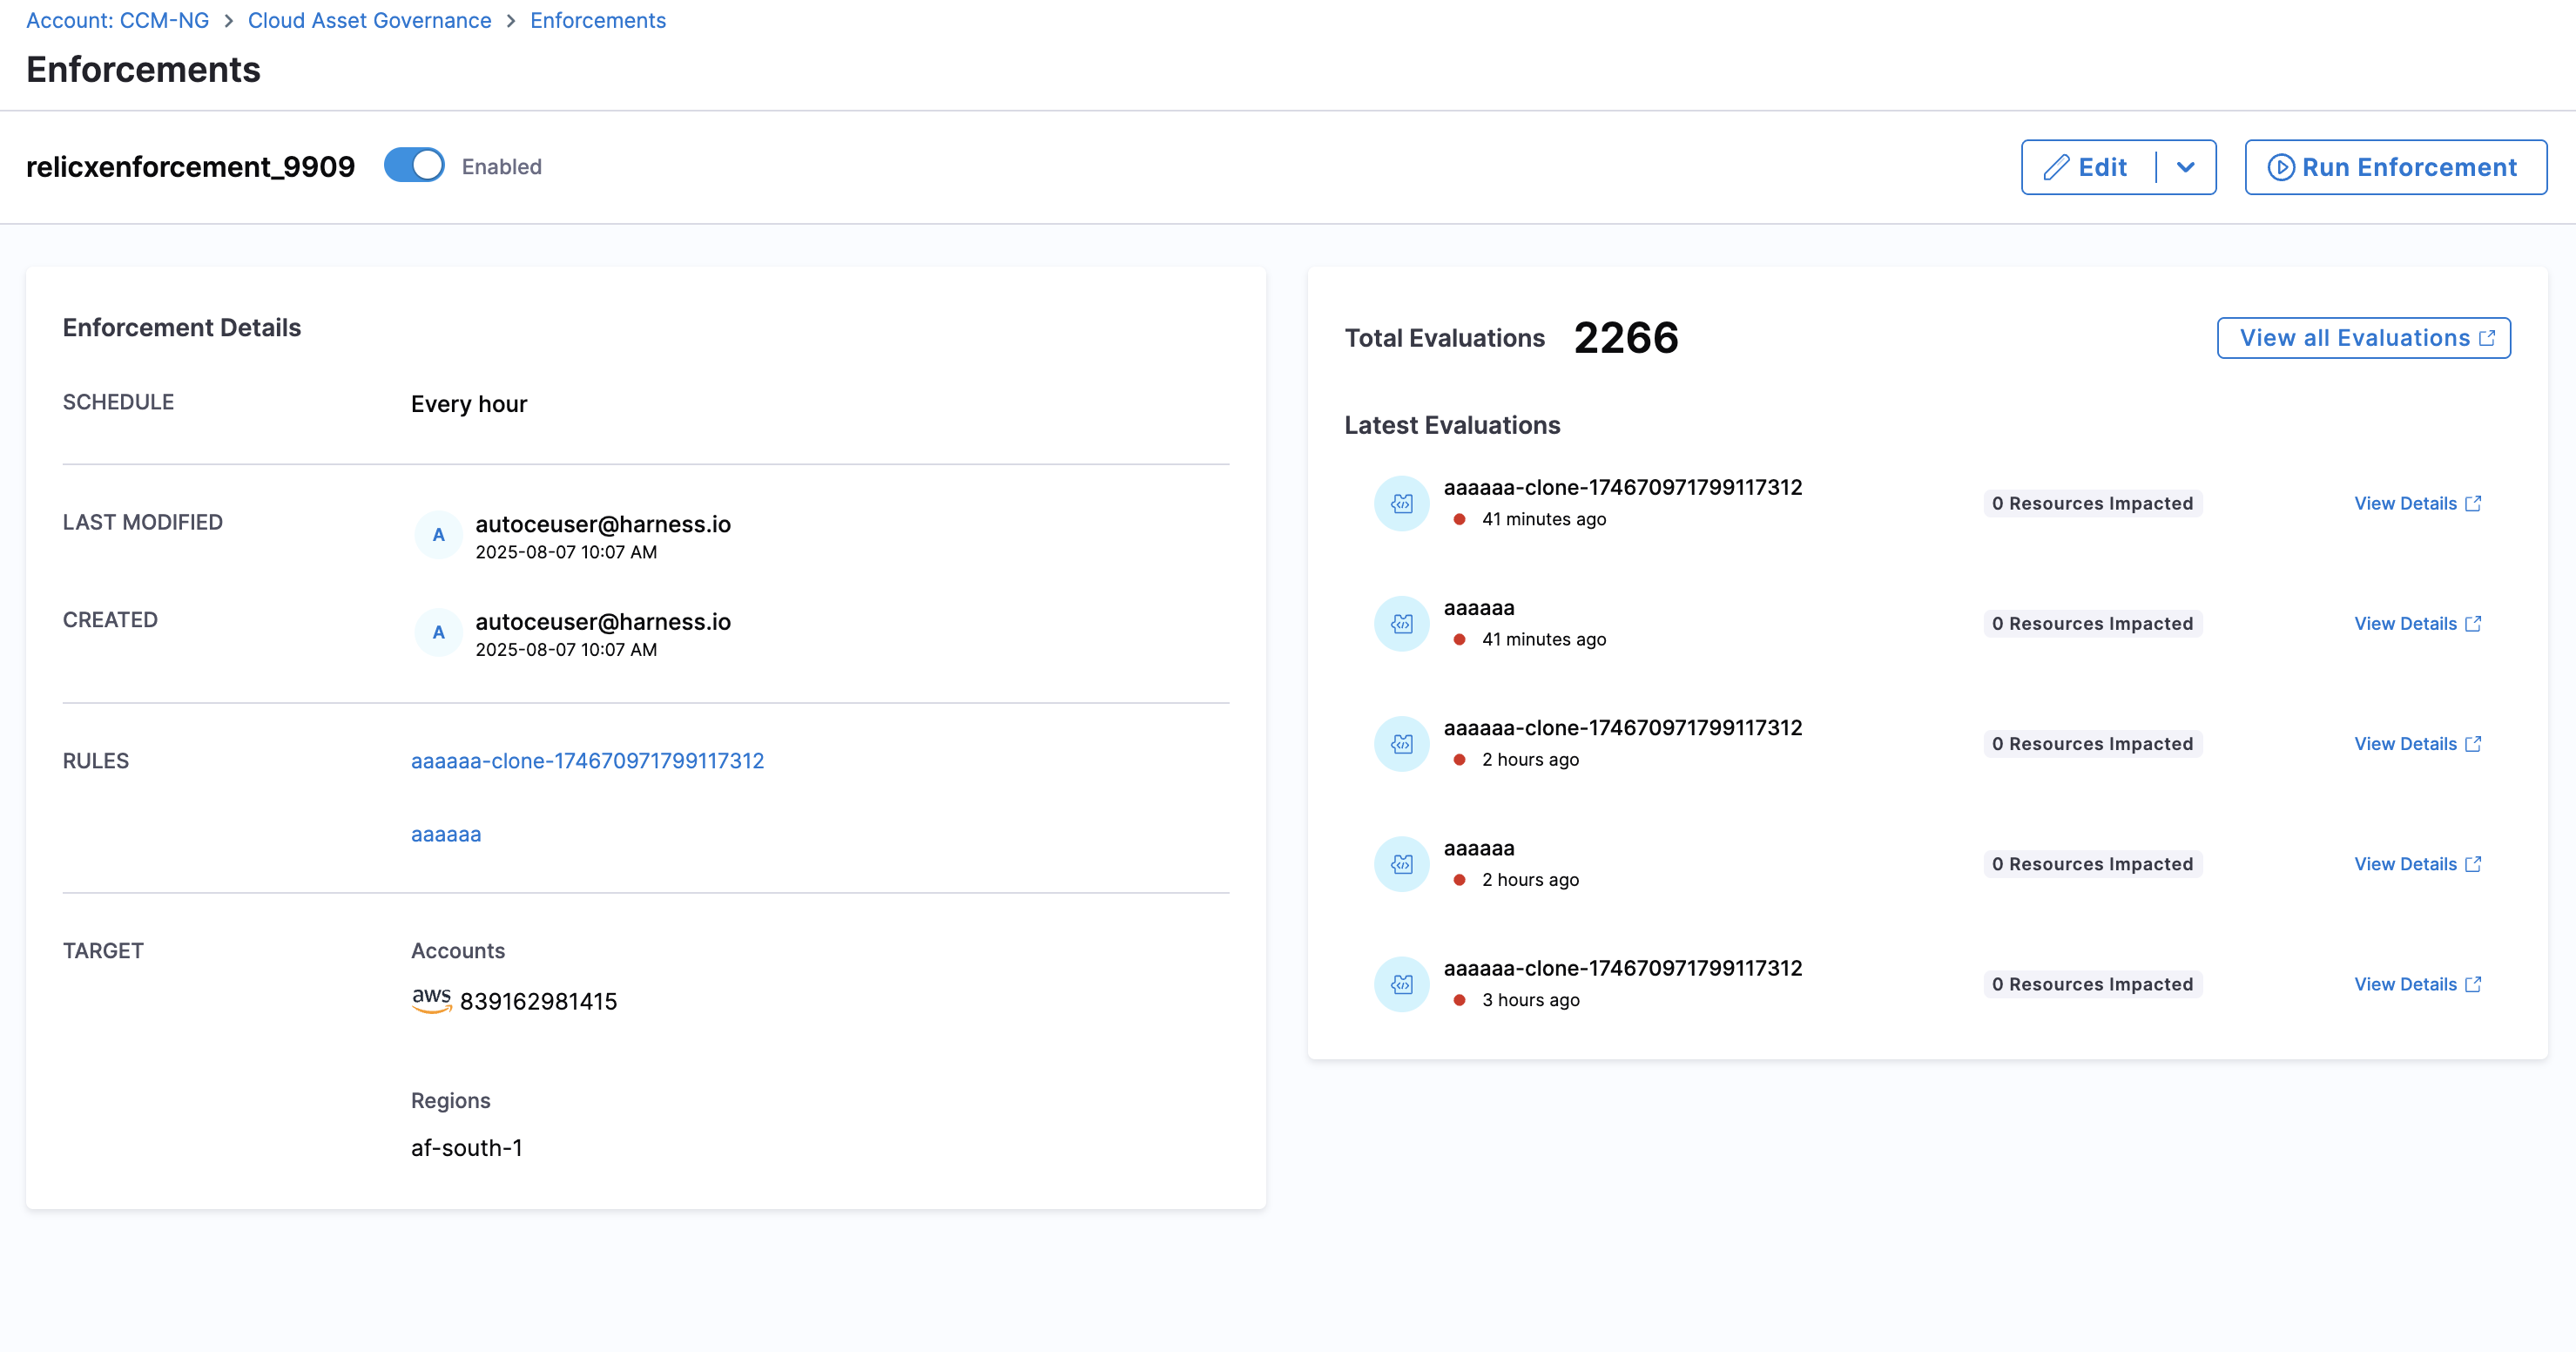 Account: CCM-NG > Cloud Asset Governance > Enforcements
Enforcements
relicxenforcement_9909 Enabled
Edit
Run Enforcement
Enforcement Details
SCHEDULE Every hour
LAST MODIFIED
A autoceuser@harness.io
2025-08-07 10:07 AM
CREATED
A autoceuser@harness.io
2025-08-07 10:07 AM
RULES aaaaaa-clone-174670971799117312
aaaaaa
TARGET Accounts
aws 839162981415
Regions
af-south-1
Total Evaluations 2266 View all Evaluations
Latest Evaluations
aaaaaa-clone-174670971799117312
41 minutes ago
0 Resources Impacted View Details
aaaaaa
41 minutes ago
0 Resources Impacted View Details
aaaaaa-clone-174670971799117312
2 hours ago
0 Resources Impacted View Details
aaaaaa
2 hours ago
0 Resources Impacted View Details
aaaaaa-clone-174670971799117312
3 hours ago
0 Resources Impacted View Details